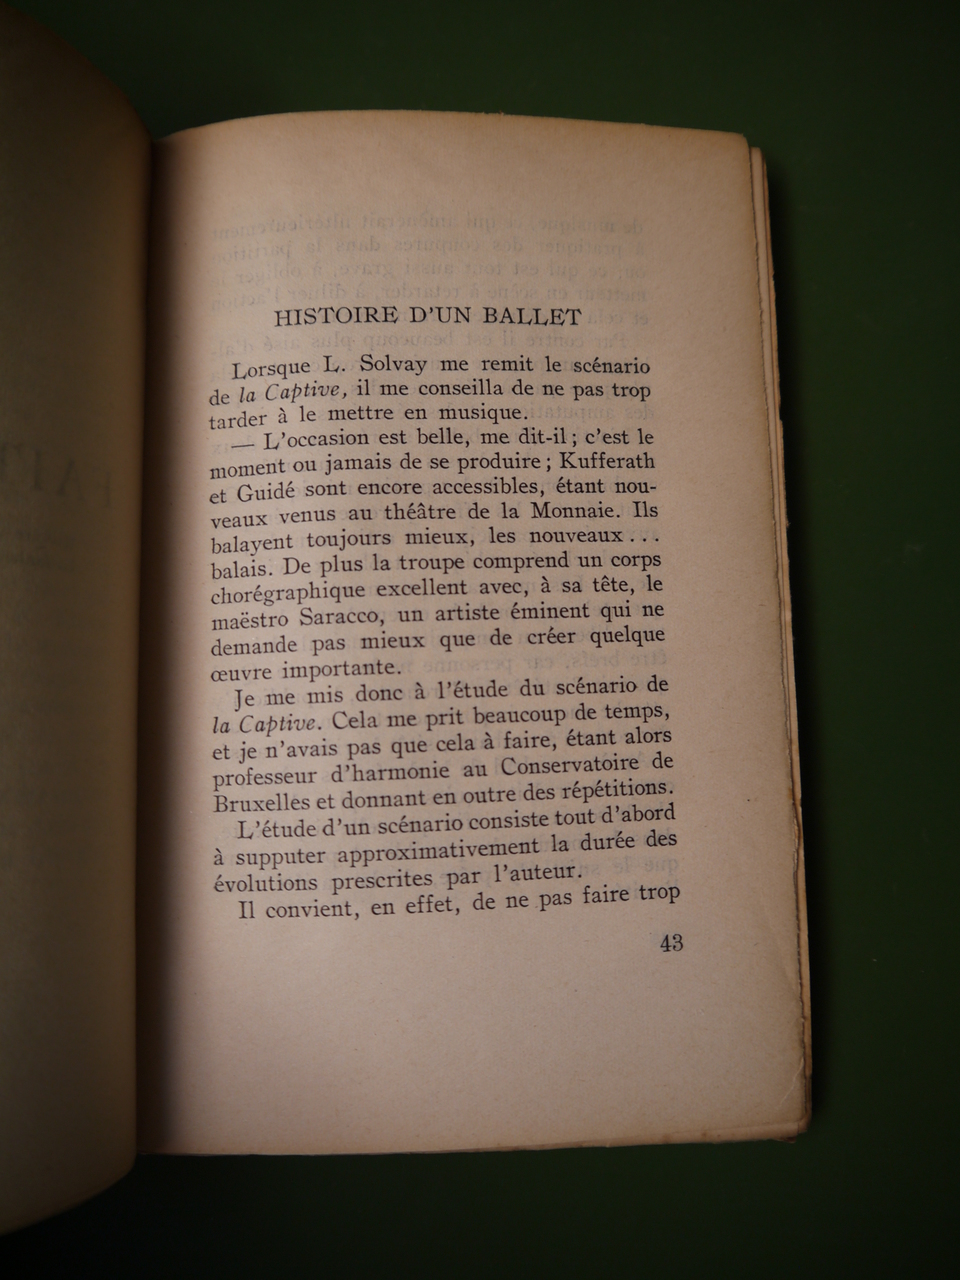 HISTOIRE D'UN BALLET
Lorsque L. Solvay me remit le scénario
de la Captive, il me conseilla de ne pas trop
tarder à le mettre en musique.
— L'occasion est belle, me dit-il ; c'est le
moment ou jamais de se produire ; Kufferath
et Guidé sont encore accessibles, étant nou-
veaux venus au théâtre de la Monnaie. Ils
balayent toujours mieux, les nouveaux...
balais. De plus la troupe comprend un corps
chorégraphique excellent avec, à sa tête, le
maëstro Saracco, un artiste éminent qui ne
demande pas mieux que de créer quelque
œuvre importante.
Je me mis donc à l'étude du scénario de
la Captive. Cela me prit beaucoup de temps,
et je n'avais pas que cela à faire, étant alors
professeur d'harmonie au Conservatoire de
Bruxelles et donnant en outre des répétitions.
L'étude d'un scénario consiste tout d'abord
à supputer approximativement la durée des
évolutions prescrites par l'auteur.
Il convient, en effet, de ne pas faire trop
43